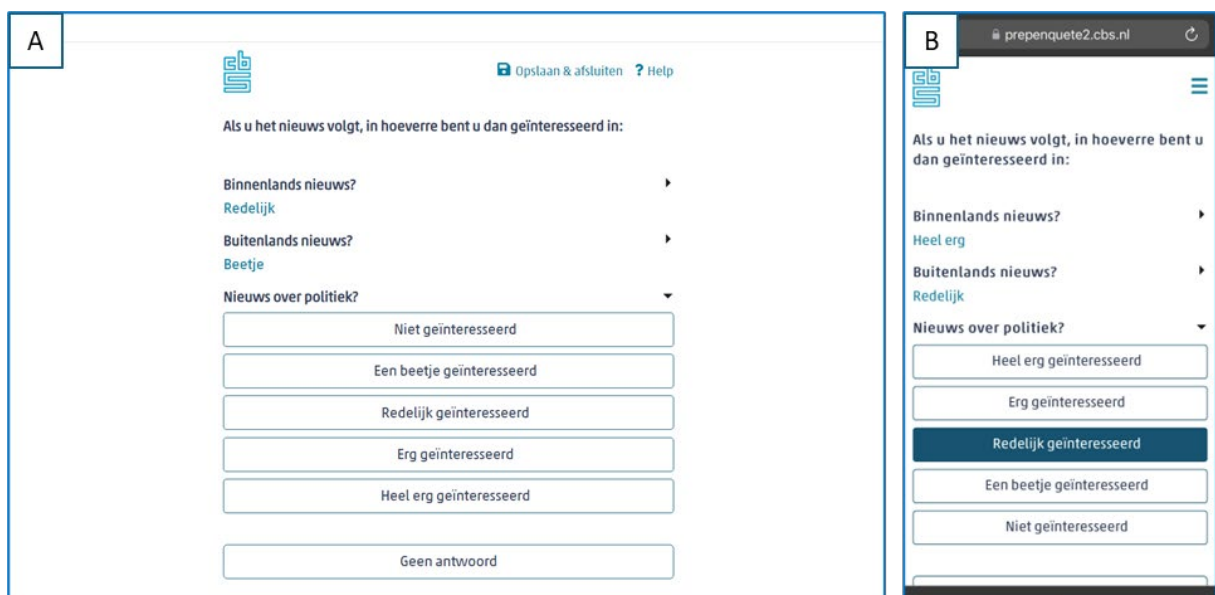 A
cbs
Opslaan & afsluiten ? Help
Als u het nieuws volgt, in hoeverre bent u dan geïnteresseerd in:
Binnenlands nieuws?
Redelijk
Buitenlands nieuws?
Beetje
Nieuws over politiek?
Niet geïnteresseerd
Een beetje geïnteresseerd
Redelijk geïnteresseerd
Erg geïnteresseerd
Heel erg geïnteresseerd
Geen antwoord
B
prepenquete2.cbs.nl
cbs
Als u het nieuws volgt, in hoeverre bent u
dan geïnteresseerd in:
Binnenlands nieuws?
Heel erg
Buitenlands nieuws?
Redelijk
Nieuws over politiek?
Heel erg geïnteresseerd
Erg geïnteresseerd
Redelijk geïnteresseerd
Een beetje geïnteresseerd
Niet geïnteresseerd